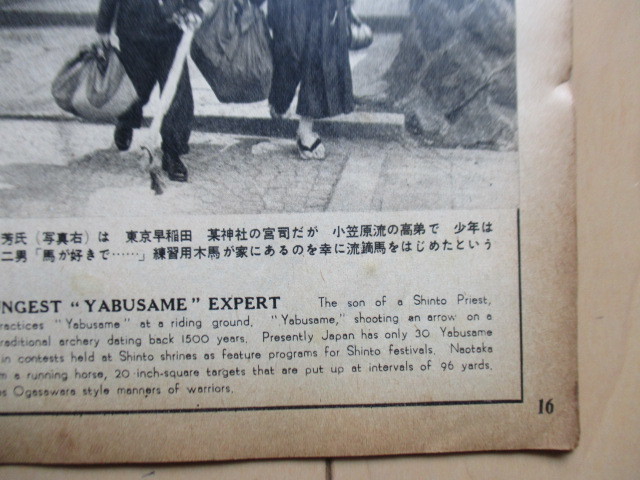 芳氏(写真右)は 東京早稲田 某神社の宮司だが 小笠原流の高弟で 少年は
二男「馬が好きで……」練習用木馬が家にあるのを幸に流鏑馬をはじめたという
NGEST "YABUSAME" EXPERT The son of a Shinto Priest,
ractices "Yabusame" at a riding ground. "Yabusame," shooting an arrow on a
raditional archery dating back 1500 years. Presently Japan has only 30 Yabusame
in contests held at Shinto shrines as feature programs for Shinto festivals. Naotaka
m a running horse, 20 inch-square targets that are put up at intervals of 96 yards.
os Ogasawara style manners of warriors.
16